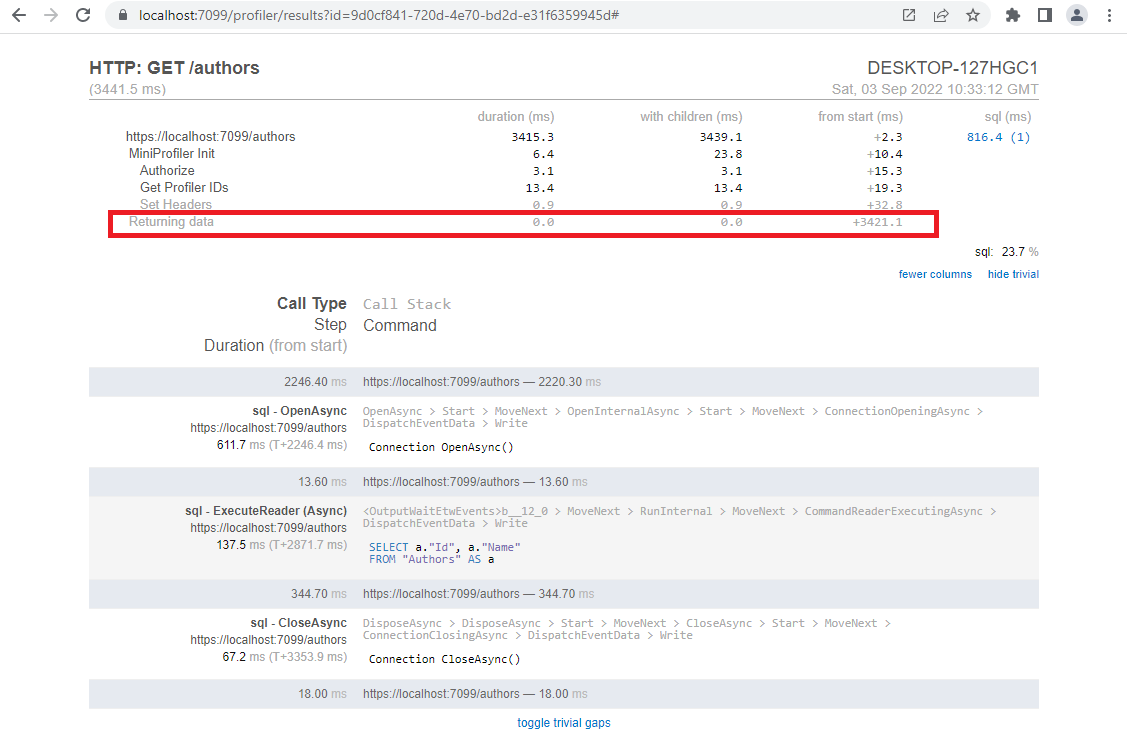 localhost:7099/profiler/results?id=9d0cf841-720d-4e70-bd2d-e31f6359945d#
HTTP: GET /authors DESKTOP-127HGC1
(3441.5 ms) Sat, 03 Sep 2022 10:33:12 GMT
duration (ms) with children (ms) from start (ms) sql (ms)
https://localhost:7099/authors 3415.3 3439.1 +2.3 816.4 (1)
MiniProfiler Init 6.4 23.8 +10.4
Authorize 3.1 3.1 +15.3
Get Profiler IDs 13.4 13.4 +19.3
Set Headers 0.9 0.9 +32.8
Returning data 0.0 0.0 +3421.1
sql: 23.7 %
fewer columns hide trivial
Call Type Call Stack
Step Command
Duration (from start)
2246.40 ms https://localhost:7099/authors — 2220.30 ms
sql - OpenAsync OpenAsync > Start > MoveNext > OpenInternalAsync > Start > MoveNext > ConnectionOpeningAsync >
https://localhost:7099/authors DispatchEventData > Write
611.7 ms (T+2246.4 ms) Connection OpenAsync()
13.60 ms https://localhost:7099/authors — 13.60 ms
sql - ExecuteReader (Async) <OutputWaitEtwEvents>b__12_0 > MoveNext > RunInternal > MoveNext > CommandReaderExecutingAsync >
https://localhost:7099/authors DispatchEventData > Write
137.5 ms (T+2871.7 ms) SELECT a."Id", a."Name"
FROM "Authors" AS a
344.70 ms https://localhost:7099/authors — 344.70 ms
sql - CloseAsync DisposeAsync > DisposeAsync > Start > MoveNext > CloseAsync > Start > MoveNext >
https://localhost:7099/authors ConnectionClosingAsync > DispatchEventData > Write
67.2 ms (T+3353.9 ms) Connection CloseAsync()
18.00 ms https://localhost:7099/authors — 18.00 ms
toggle trivial gaps